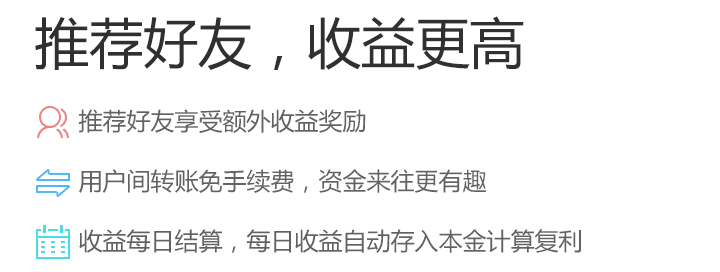 推荐好友，收益更高
推荐好友享受额外收益奖励
用户间转账免手续费，资金来往更有趣
收益每日结算，每日收益自动存入本金计算复利